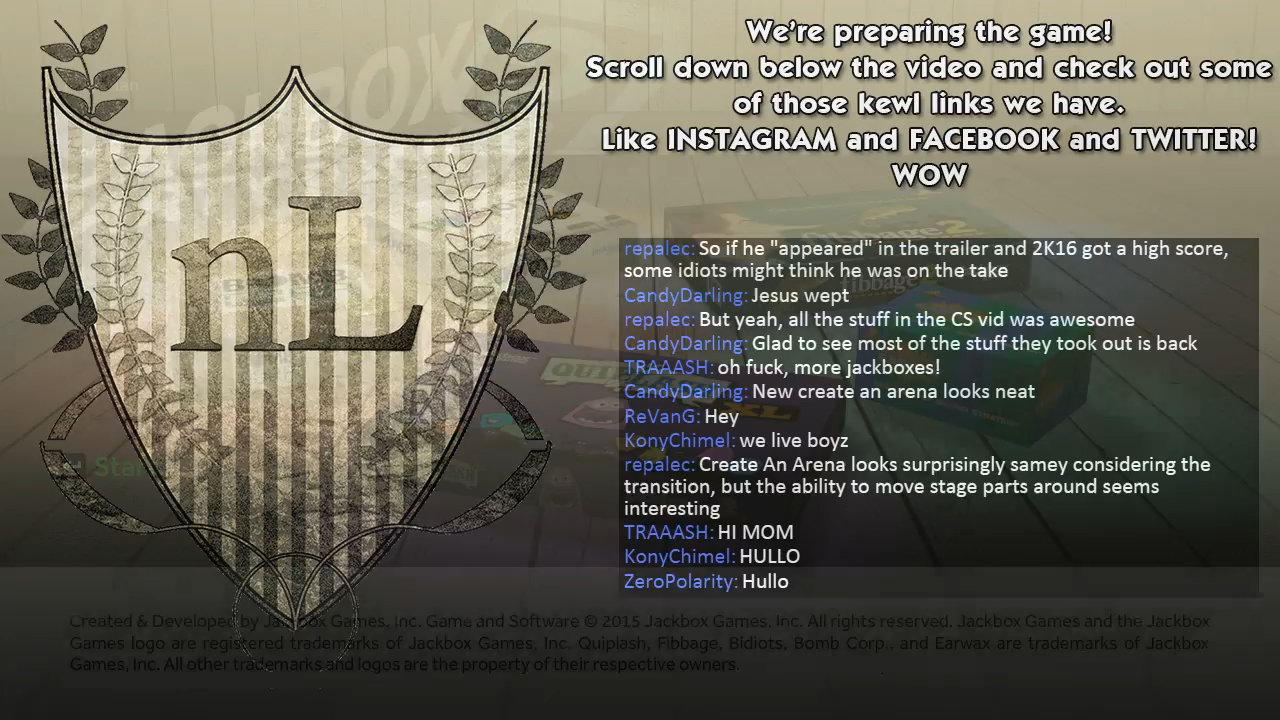 We're preparing the game!
Scroll down below the video and check out some
of those kewl links we have.
Like INSTAGRAM and FACEBOOK and TWITTER!
WOW
nL
JACKBOX
Fibbage 2
fibbage
QUIPLASH XL
Star
repalec: So if he "appeared" in the trailer and 2K16 got a high score,
some idiots might think he was on the take
CandyDarling: Jesus wept
repalec: But yeah, all the stuff in the CS vid was awesome
CandyDarling: Glad to see most of the stuff they took out is back
TRAAASH: oh fuck, more jackboxes!
CandyDarling: New create an arena looks neat
ReVanG: Hey
KonyChimel: we live boyz
repalec: Create An Arena looks surprisingly samey considering the
transition, but the ability to move stage parts around seems
interesting
TRAAASH: HI MOM
KonyChimel: HULLO
ZeroPolarity: Hullo
Created & Developed by Jackbox Games, Inc. Game and Software © 2015 Jackbox Games, Inc. All rights reserved. Jackbox Games and the Jackbox
Games logo are registered trademarks of Jackbox Games, Inc. Quiplash, Fibbage, Bidiots, Bomb Corp., and Earwax are trademarks of Jackbox
Games, Inc. All other trademarks and logos are the property of their respective owners.